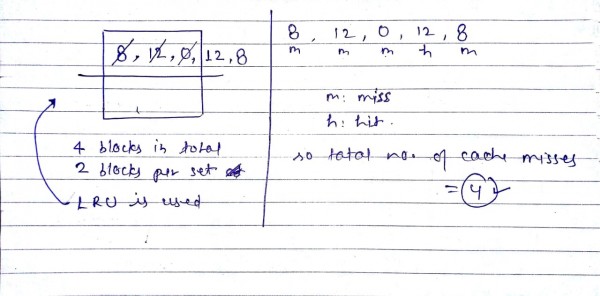 8, 12, 0, 12, 8
4 blocks in total
2 blocks per set
LRU is used
8, 12, 0, 12, 8
m m m h m
m: miss
h: hit.
so total no. of cache misses
= 4